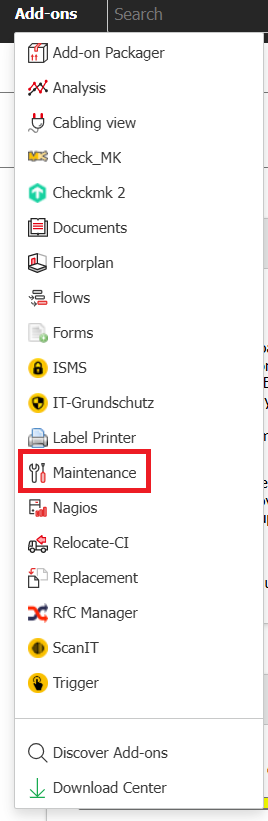 Add-ons Search
Add-on Packager
Analysis
Cabling view
Check_MK
Checkmk 2
Documents
Floorplan
Flows
Forms
ISMS
IT-Grundschutz
Label Printer
Maintenance
Nagios
Relocate-CI
Replacement
RfC Manager
ScanIT
Trigger
Discover Add-ons
Download Center